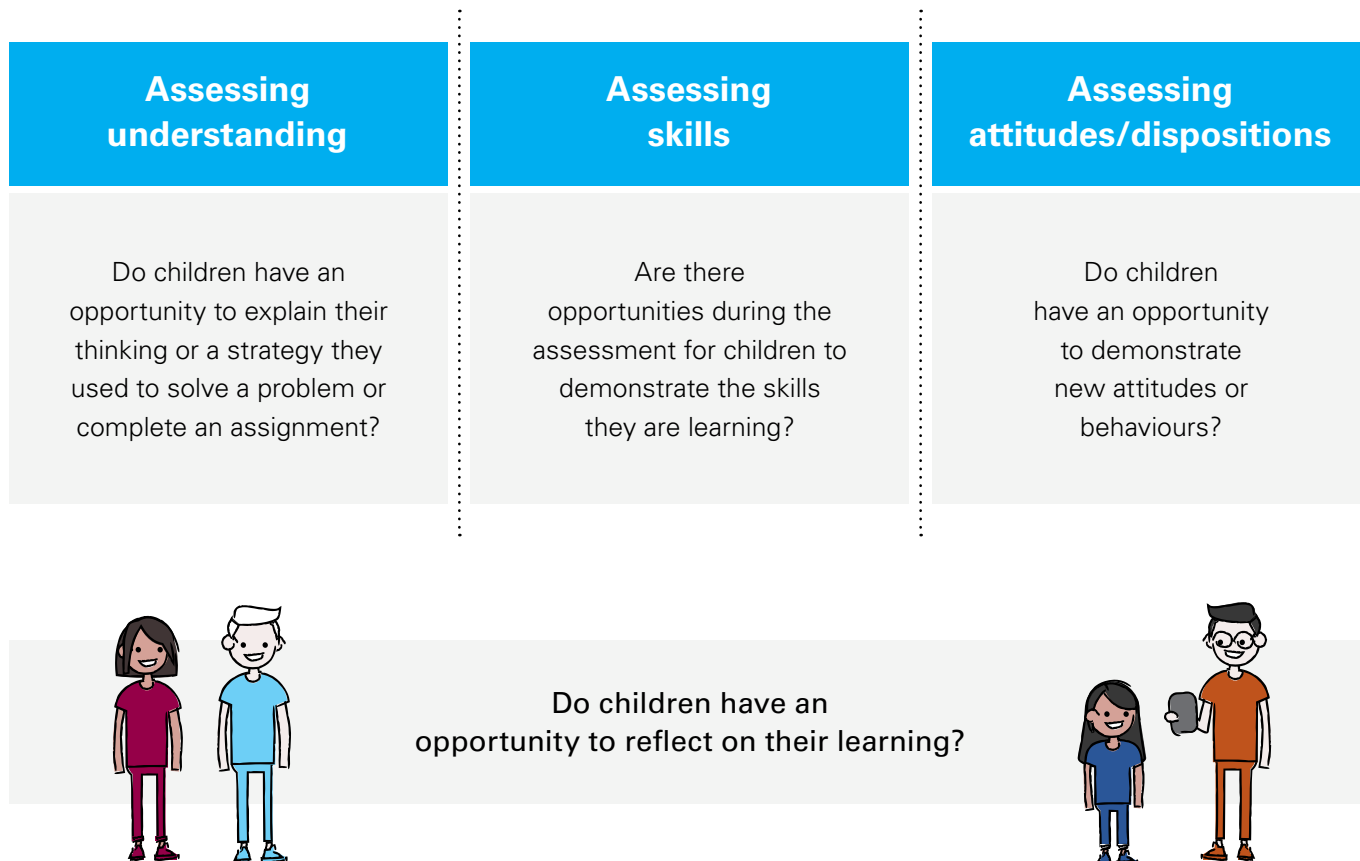 Assessing
understanding
Do children have an
opportunity to explain their
thinking or a strategy they
used to solve a problem or
complete an assignment?
Assessing
skills
Are there
opportunities during the
assessment for children to
demonstrate the skills
they are learning?
Assessing
attitudes/dispositions
Do children
have an opportunity
to demonstrate
new attitudes or
behaviours?
Do children have an
opportunity to reflect on their learning?